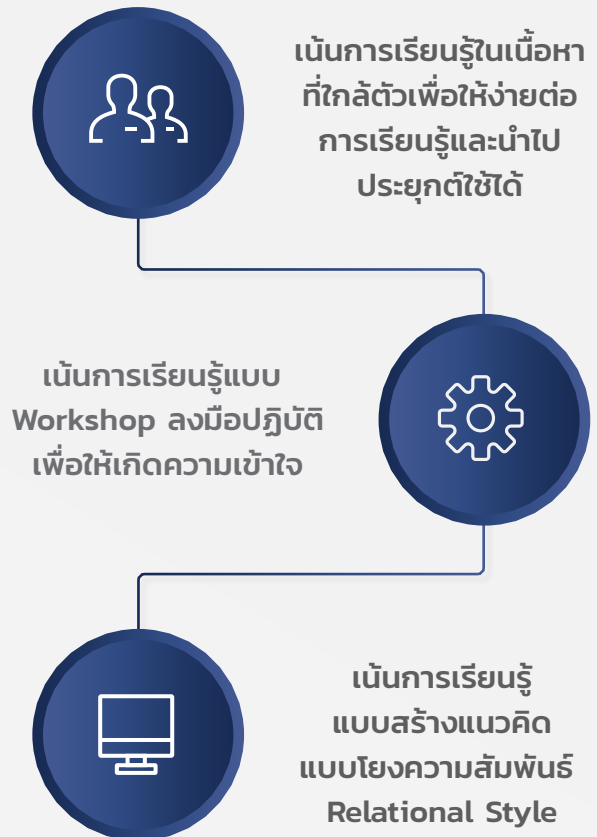 เน้นการเรียนรู้ในเนื้อหา
ที่ใกล้ตัวเพื่อให้ง่ายต่อ
การเรียนรู้และนำไป
ประยุกต์ใช้ได้
เน้นการเรียนรู้แบบ
Workshop ลงมือปฏิบัติ
เพื่อให้เกิดความเข้าใจ
เน้นการเรียนรู้
แบบสร้างแนวคิด
แบบโยงความสัมพันธ์
Relational Style